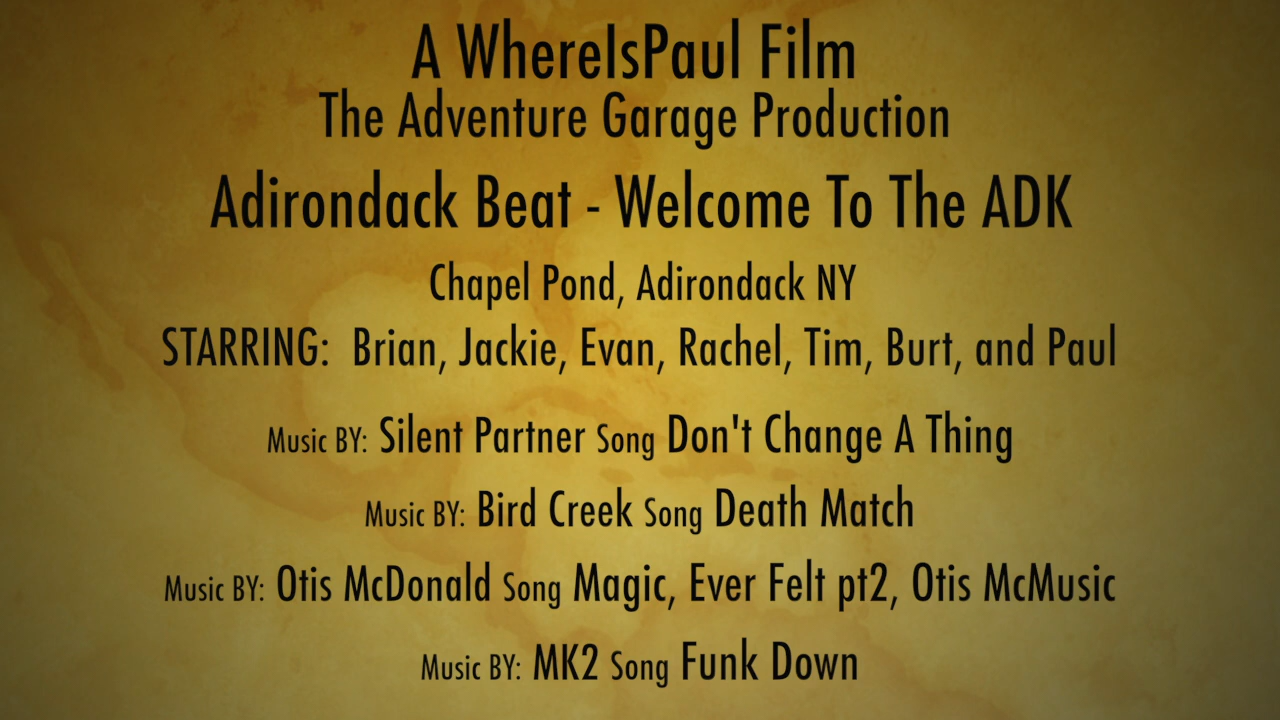 A WhereIsPaul Film
The Adventure Garage Production
Adirondack Beat - Welcome To The ADK
Chapel Pond, Adirondack NY
STARRING: Brian, Jackie, Evan, Rachel, Tim, Burt, and Paul
Music BY: Silent Partner Song Don't Change A Thing
Music BY: Bird Creek Song Death Match
Music BY: Otis McDonald Song Magic, Ever Felt pt2, Otis McMusic
Music BY: MK2 Song Funk Down